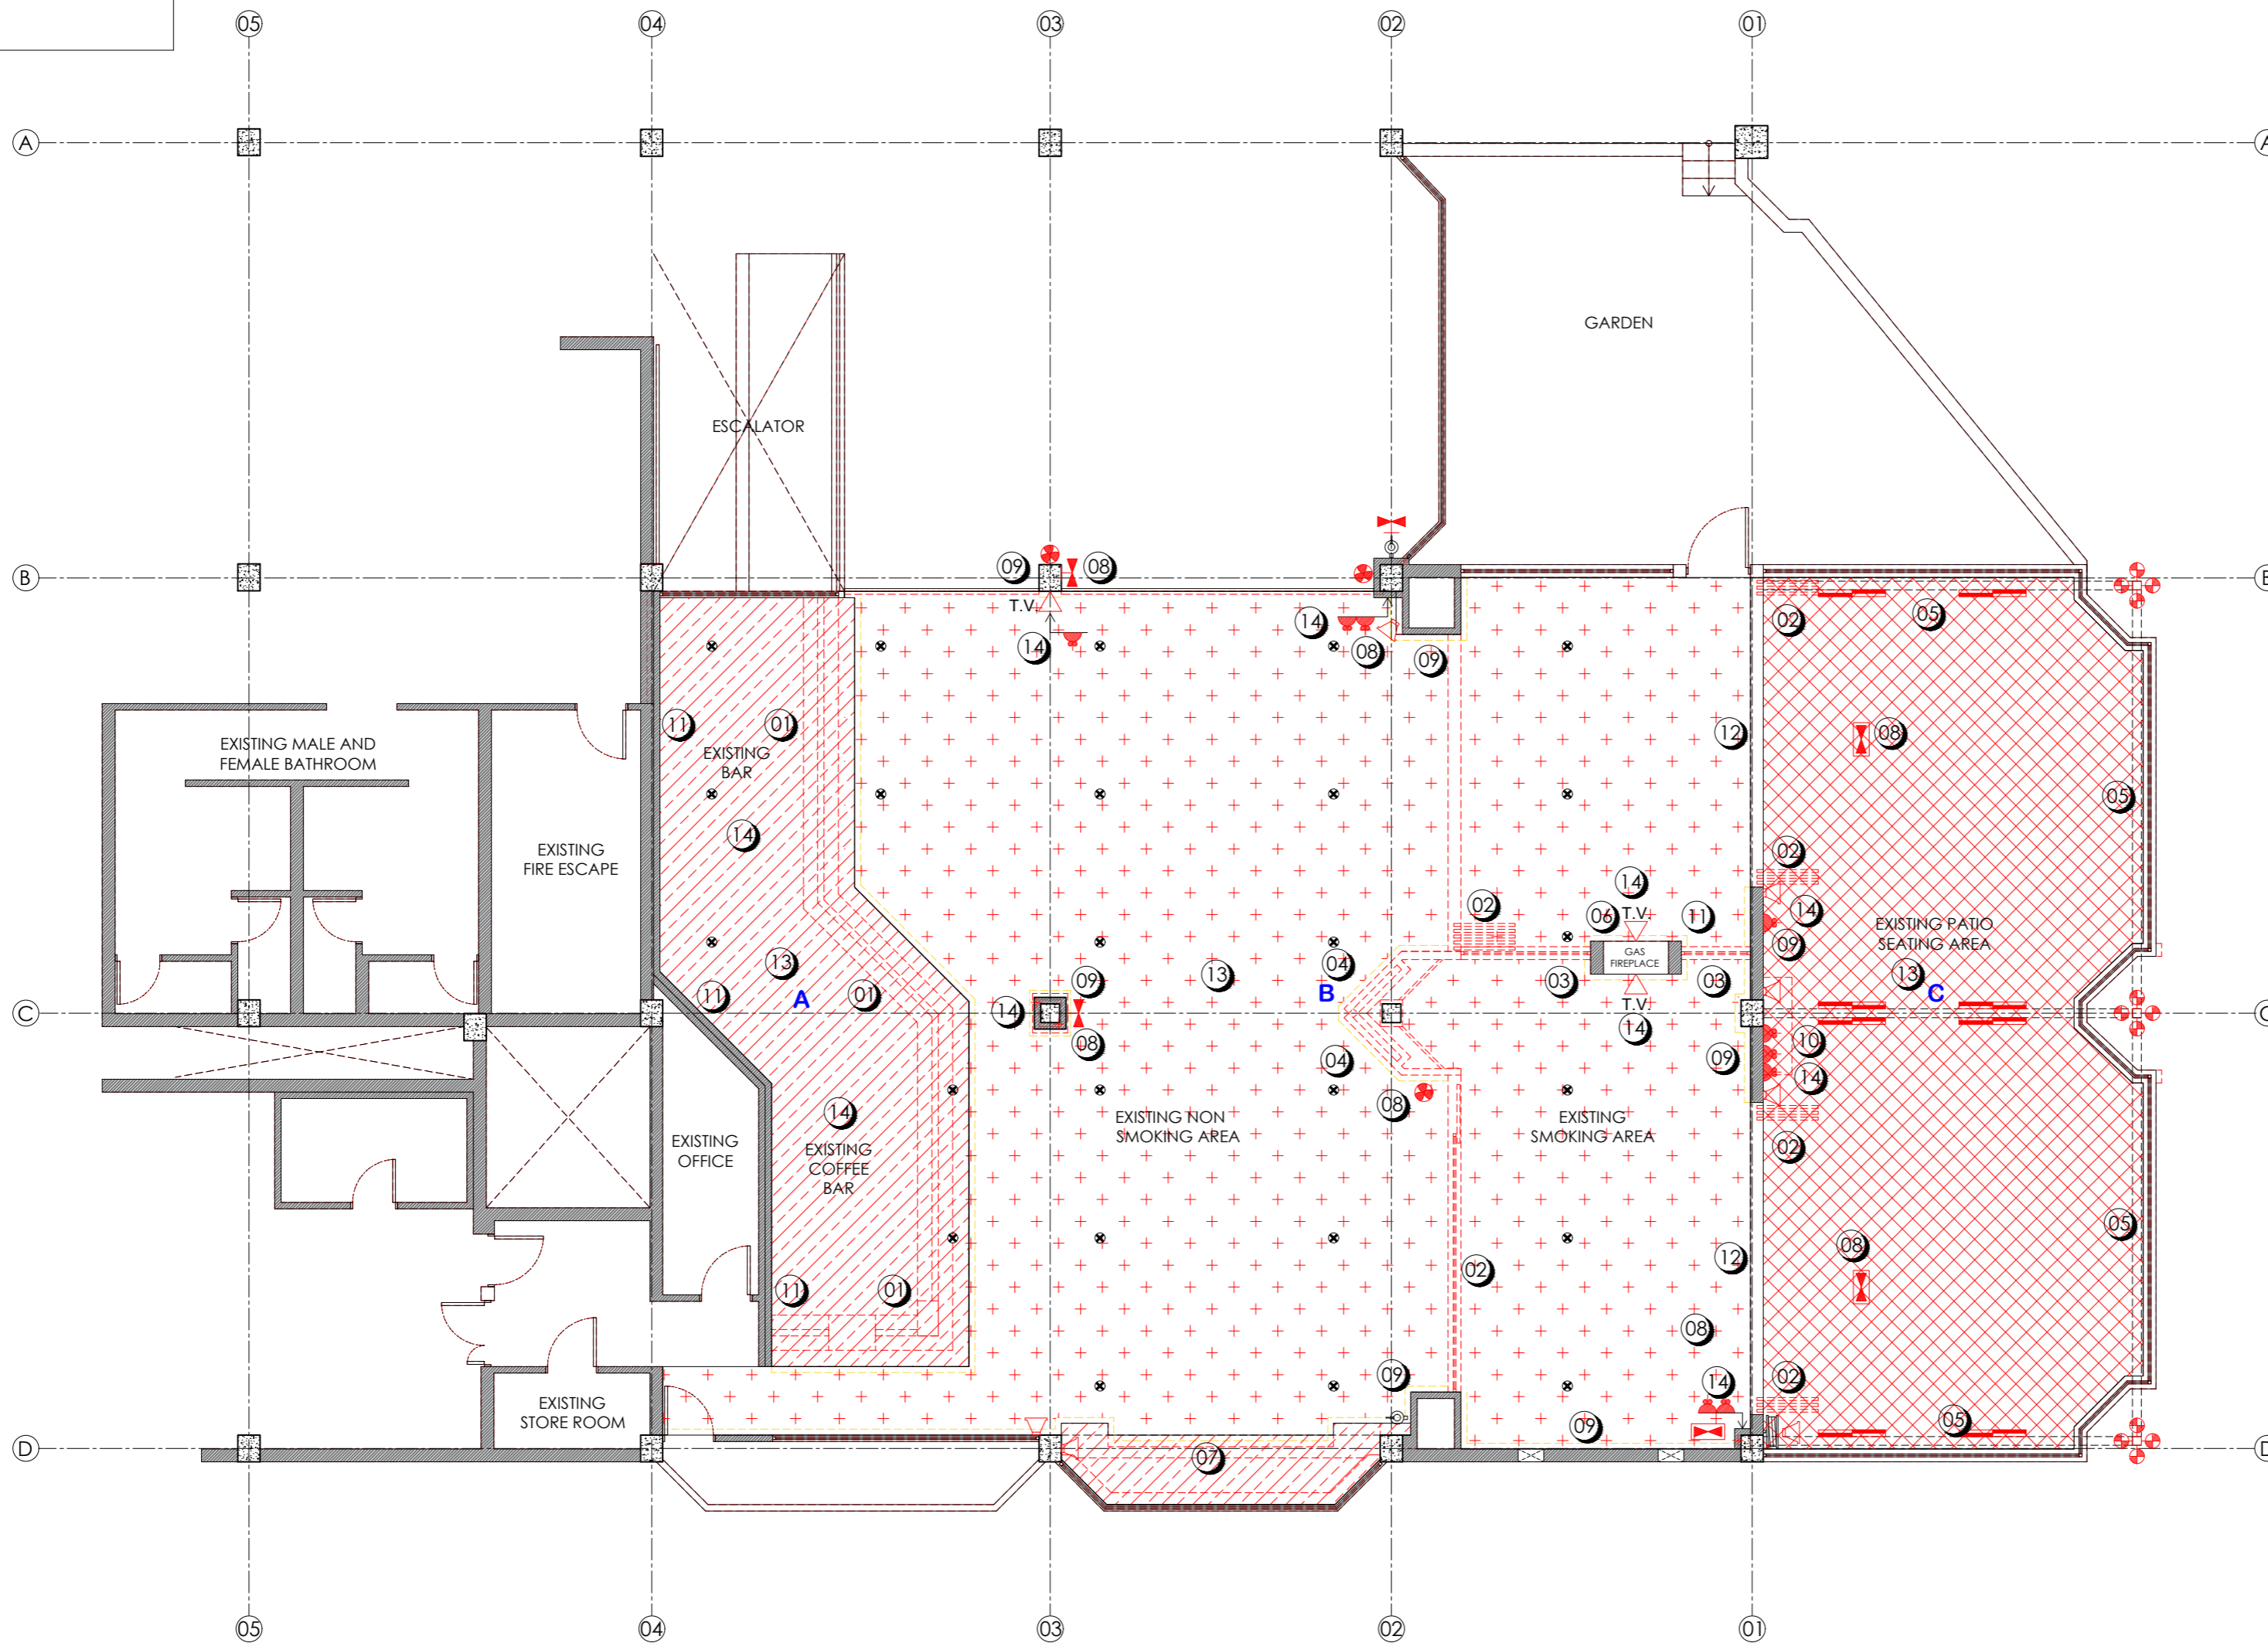 05 04 03 02 01
A A
GARDEN
ESCALATOR
09 08
B B
T.V.
14 14 08 09 02 05
11 01 12 08
EXISTING MALE AND
FEMALE BATHROOM
EXISTING
BAR
05
14
EXISTING
FIRE ESCAPE
02
14
02 06 T.V. 11 14
EXISTING PATIO
SEATING AREA
09
GAS
FIREPLACE
13 13 04 13
11 A 01 09 B 03 03 C
T.V.
C 14 C
14
08 04 09 10
14
08
14
EXISTING NON
SMOKING AREA
EXISTING
SMOKING AREA
EXISTING
OFFICE
EXISTING
COFFEE
BAR
02
05
08
12
02
11 01
08
09 14 02
EXISTING
STORE ROOM
09 05
D D
07
05 04 03 02 01